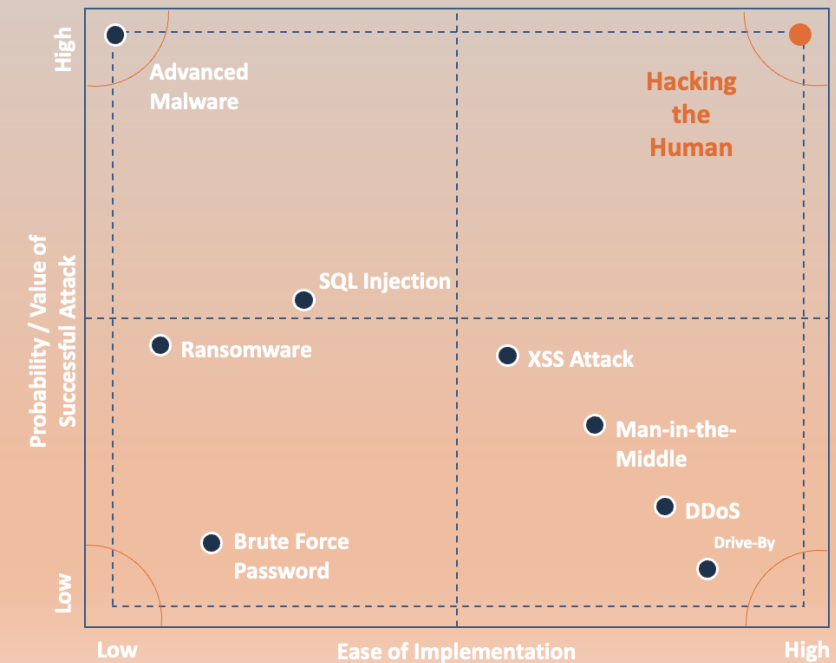 High
Advanced
Malware
Hacking
the
Human
SQL Injection
Probability / Value of
Successful Attack
Ransomware
XSS Attack
Man-in-the-
Middle
DDoS
Drive-By
Brute Force
Password
Low
Low
Ease of Implementation
High